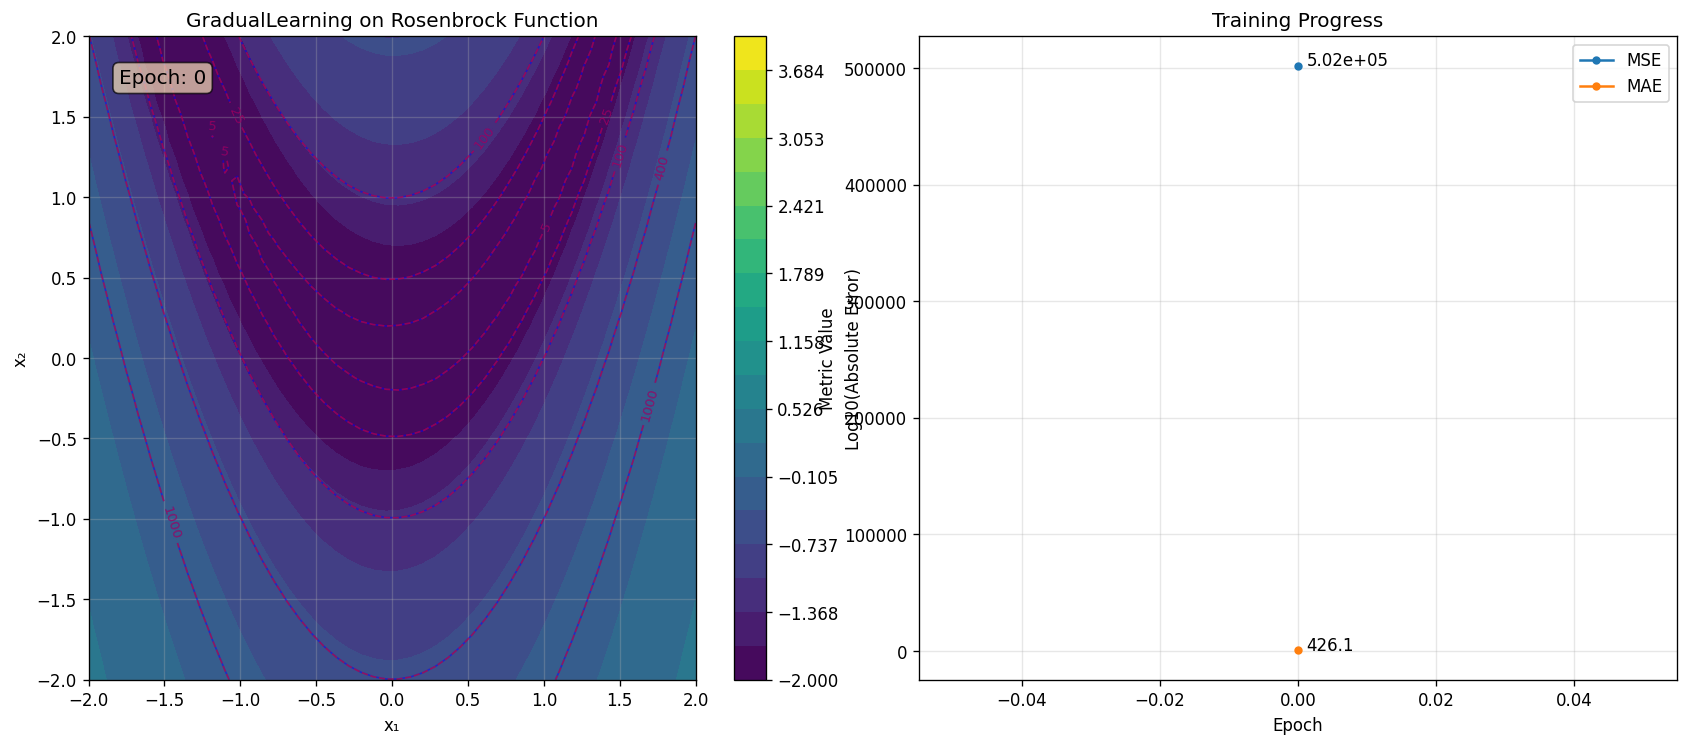 GradualLearning on Rosenbrock Function
Epoch: 0
2.0
1.5
1.0
0.5
0.0
−0.5
−1.0
−1.5
−2.0
x₂
400
1000
1000
−2.0 −1.5 −1.0 −0.5 0.0 0.5 1.0 1.5 2.0
x₁
3.684
3.053
2.421
1.789
1.158
0.526
−0.105
−0.737
−1.368
−2.000
Metric Value
Training Progress
MSE
MAE
5.02e+05
426.1
500000
400000
300000
200000
100000
0
−0.04 −0.02 0.00 0.02 0.04
Epoch